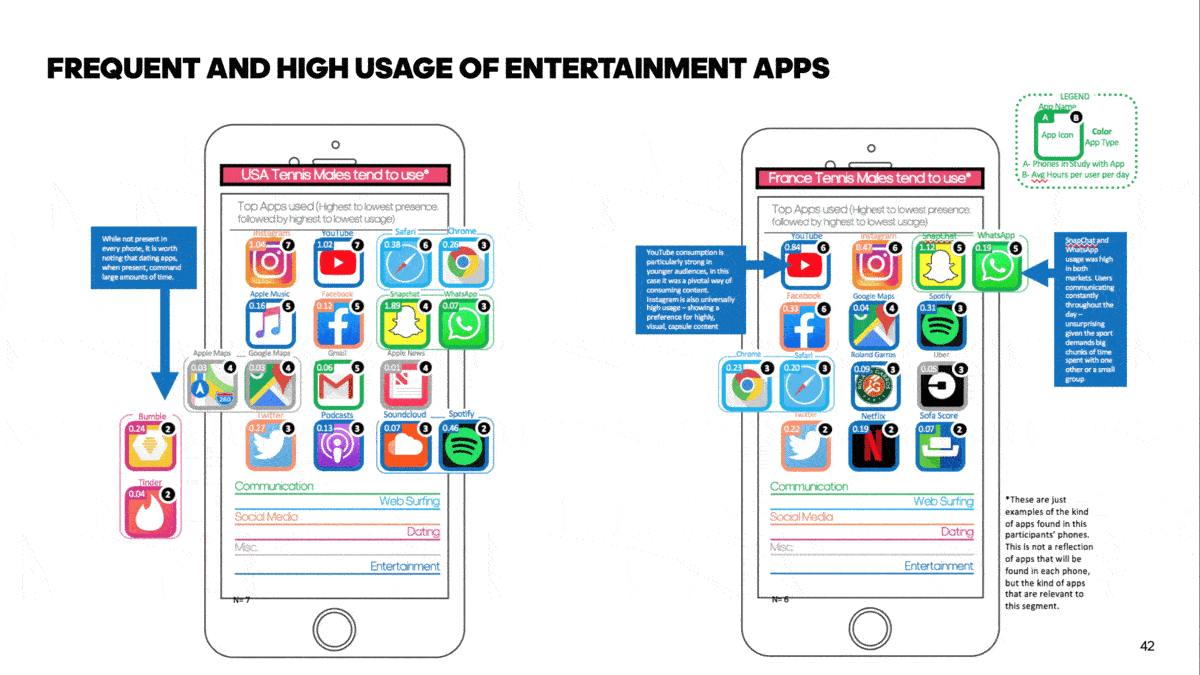 FREQUENT AND HIGH USAGE OF ENTERTAINMENT APPS
LEGEND
App Name
A
B
App Icon
Color
App Type
A- Phones in Study with App
B- Avg Hours per user per day
While not present in
every phone, it is worth
noting that dating apps,
when present, command
large amounts of time.
Bumble
0.24 2
Tinder
0.04 2
USA Tennis Males tend to use*
Top Apps used (Highest to lowest presence,
followed by highest to lowest usage)
Instagram YouTube Safari Chrome
1.04 7 1.02 7 0.38 6 0.26 3
Apple Music Facebook Snapchat WhatsApp
0.16 5 0.12 5 1.89 4 0.07 3
Apple Maps Google Maps Gmail Apple News
0.03 4 0.03 4 0.06 5 0.01 4
280
Twitter Podcasts Soundcloud Spotify
0.27 3 0.13 3 0.07 3 0.46 2
Communication
Web Surfing
Social Media
Dating
Misc.
Entertainment
N= 7
YouTube consumption is
particularly strong in
younger audiences, in this
case it was a pivotal way of
consuming content.
Instagram is also universally
high usage – showing a
preference for highly,
visual, capsule content
France Tennis Males tend to use*
Top Apps used (Highest to lowest presence,
followed by highest to lowest usage)
YouTube Instagram SnapChat WhatsApp
0.84 6 0.47 6 1.12 5 0.19 5
Facebook Google Maps Spotify
0.33 6 0.04 4 0.31 3
Chrome Safari Roland Garros Uber
0.23 3 0.20 3 0.09 3 0.05 3
Twitter Netflix Sofa Score
0.22 2 0.19 2 0.07 2
Communication
Web Surfing
Social Media
Dating
Misc.
Entertainment
N= 6
SnapChat and
WhatsApp
usage was high
in both
markets. Users
communicating
constantly
throughout the
day –
unsurprising
given the sport
demands big
chunks of time
spent with one
other or a small
group
*These are just
examples of the kind
of apps found in this
participants' phones.
This is not a reflection
of apps that will be
found in each phone,
but the kind of apps
that are relevant to
this segment.
42